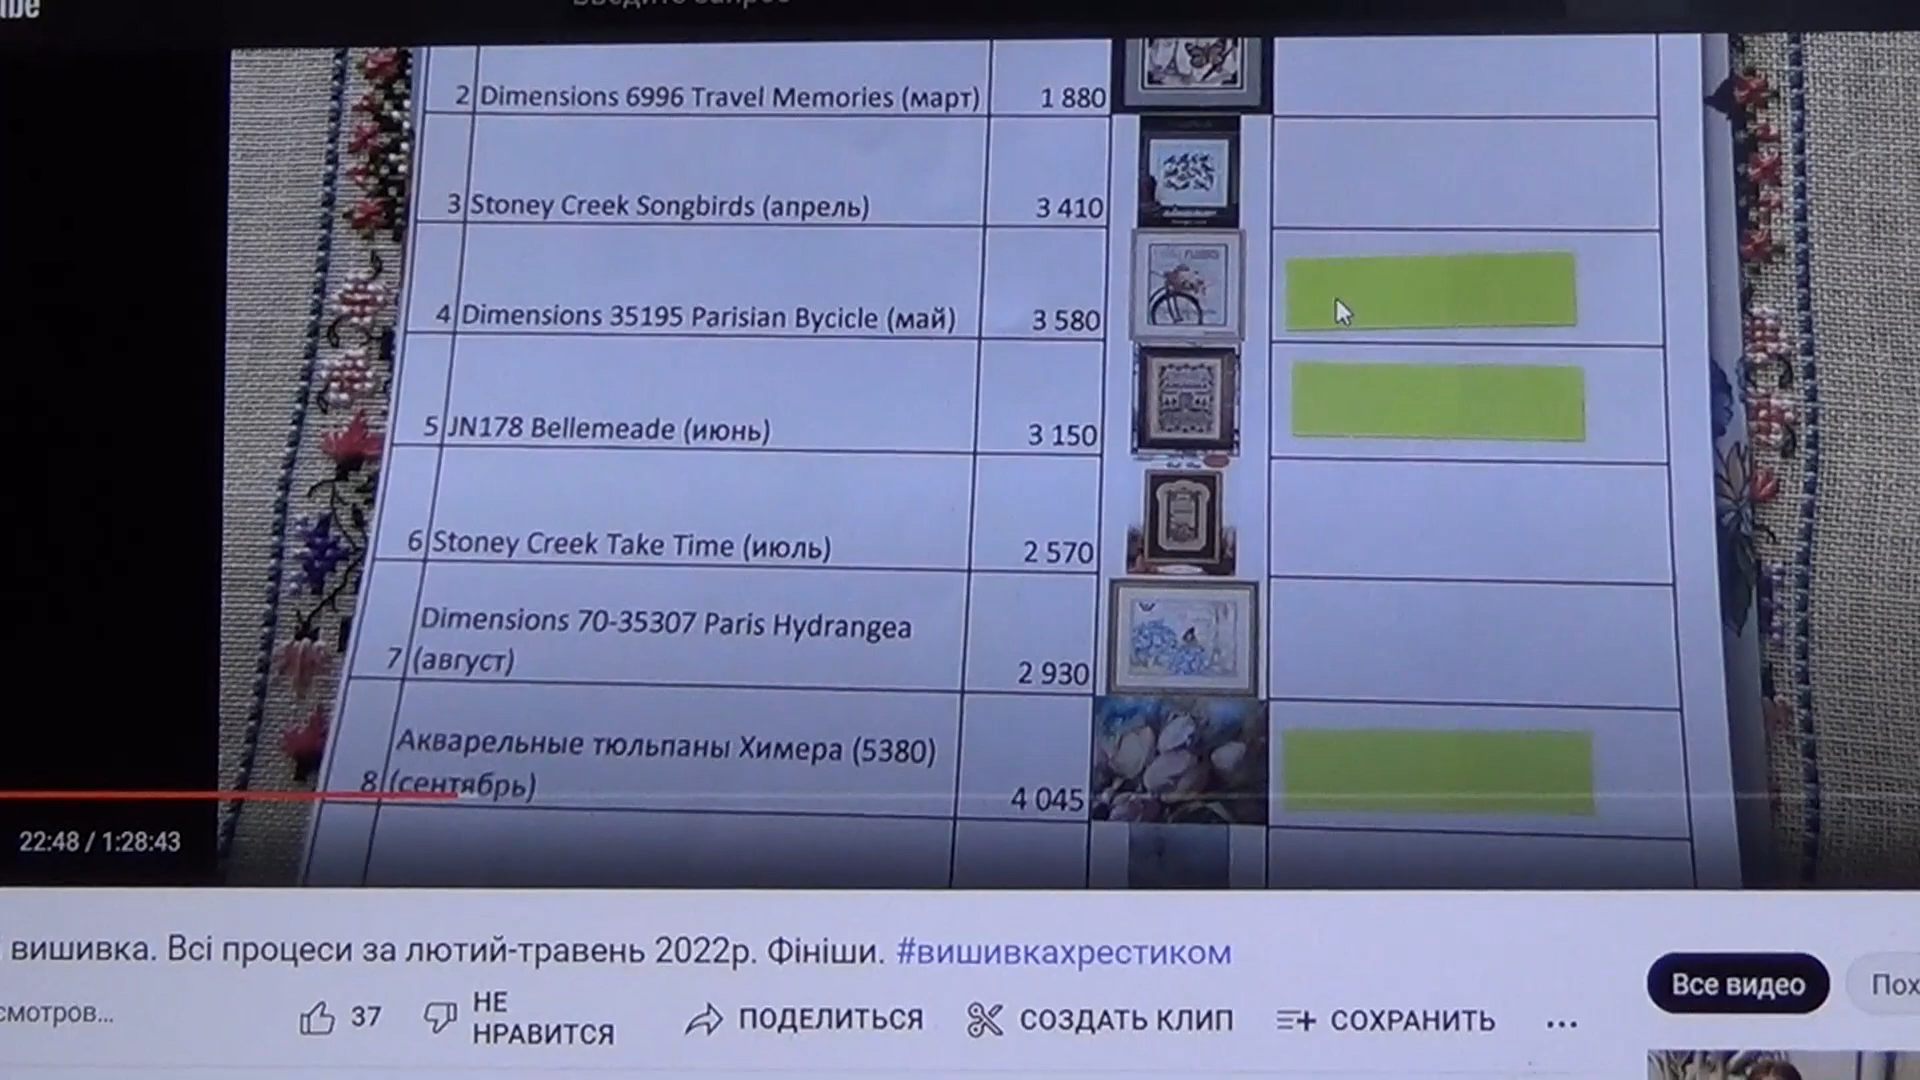 2 Dimensions 6996 Travel Memories (март) 1 880
3 Stoney Creek Songbirds (апрель) 3 410
4 Dimensions 35195 Parisian Bycicle (май) 3 580
5 JN178 Bellemeade (июнь) 3 150
6 Stoney Creek Take Time (июль) 2 570
Dimensions 70-35307 Paris Hydrangea
7 (август) 2 930
Акварельные тюльпаны Химера (5380)
8 (сентябрь) 4 045
22:48 / 1:28:43
вишивка. Всі процеси за лютий-травень 2022р. Фініши. #вишивкахрестиком
Все видео
Пох
смотров...
37
НЕ
НРАВИТСЯ
ПОДЕЛИТЬСЯ
СОЗДАТЬ КЛИП
СОХРАНИТЬ
...